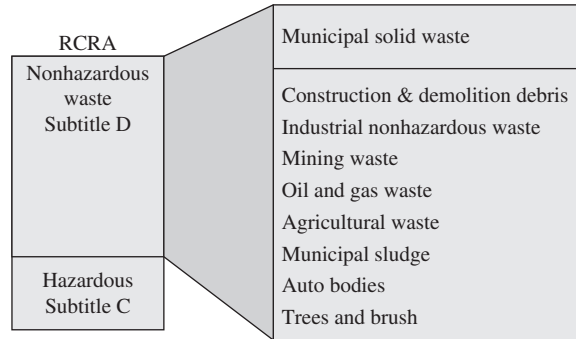 RCRA
Nonhazardous
waste
Subtitle D
Hazardous
Subtitle C
Municipal solid waste
Construction & demolition debris
Industrial nonhazardous waste
Mining waste
Oil and gas waste
Agricultural waste
Municipal sludge
Auto bodies
Trees and brush